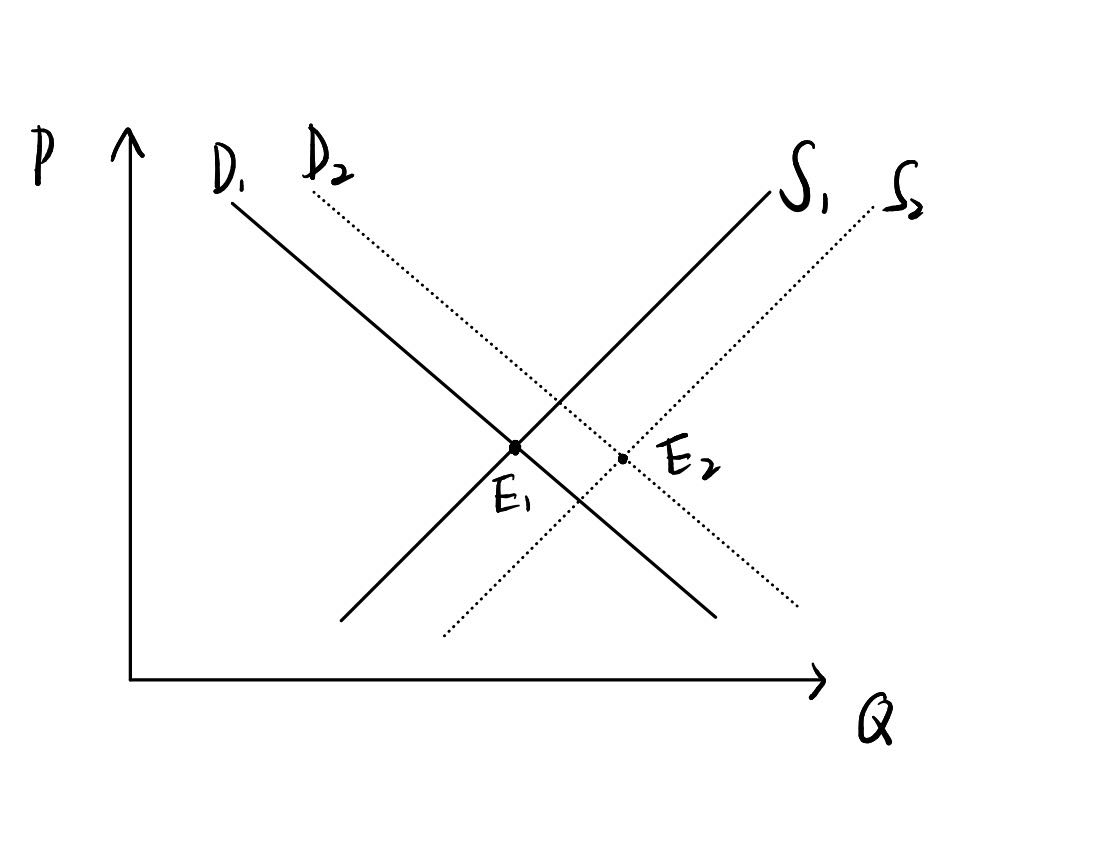 P
D₁
D₂
S₁
S₂
E₁
E₂
Q